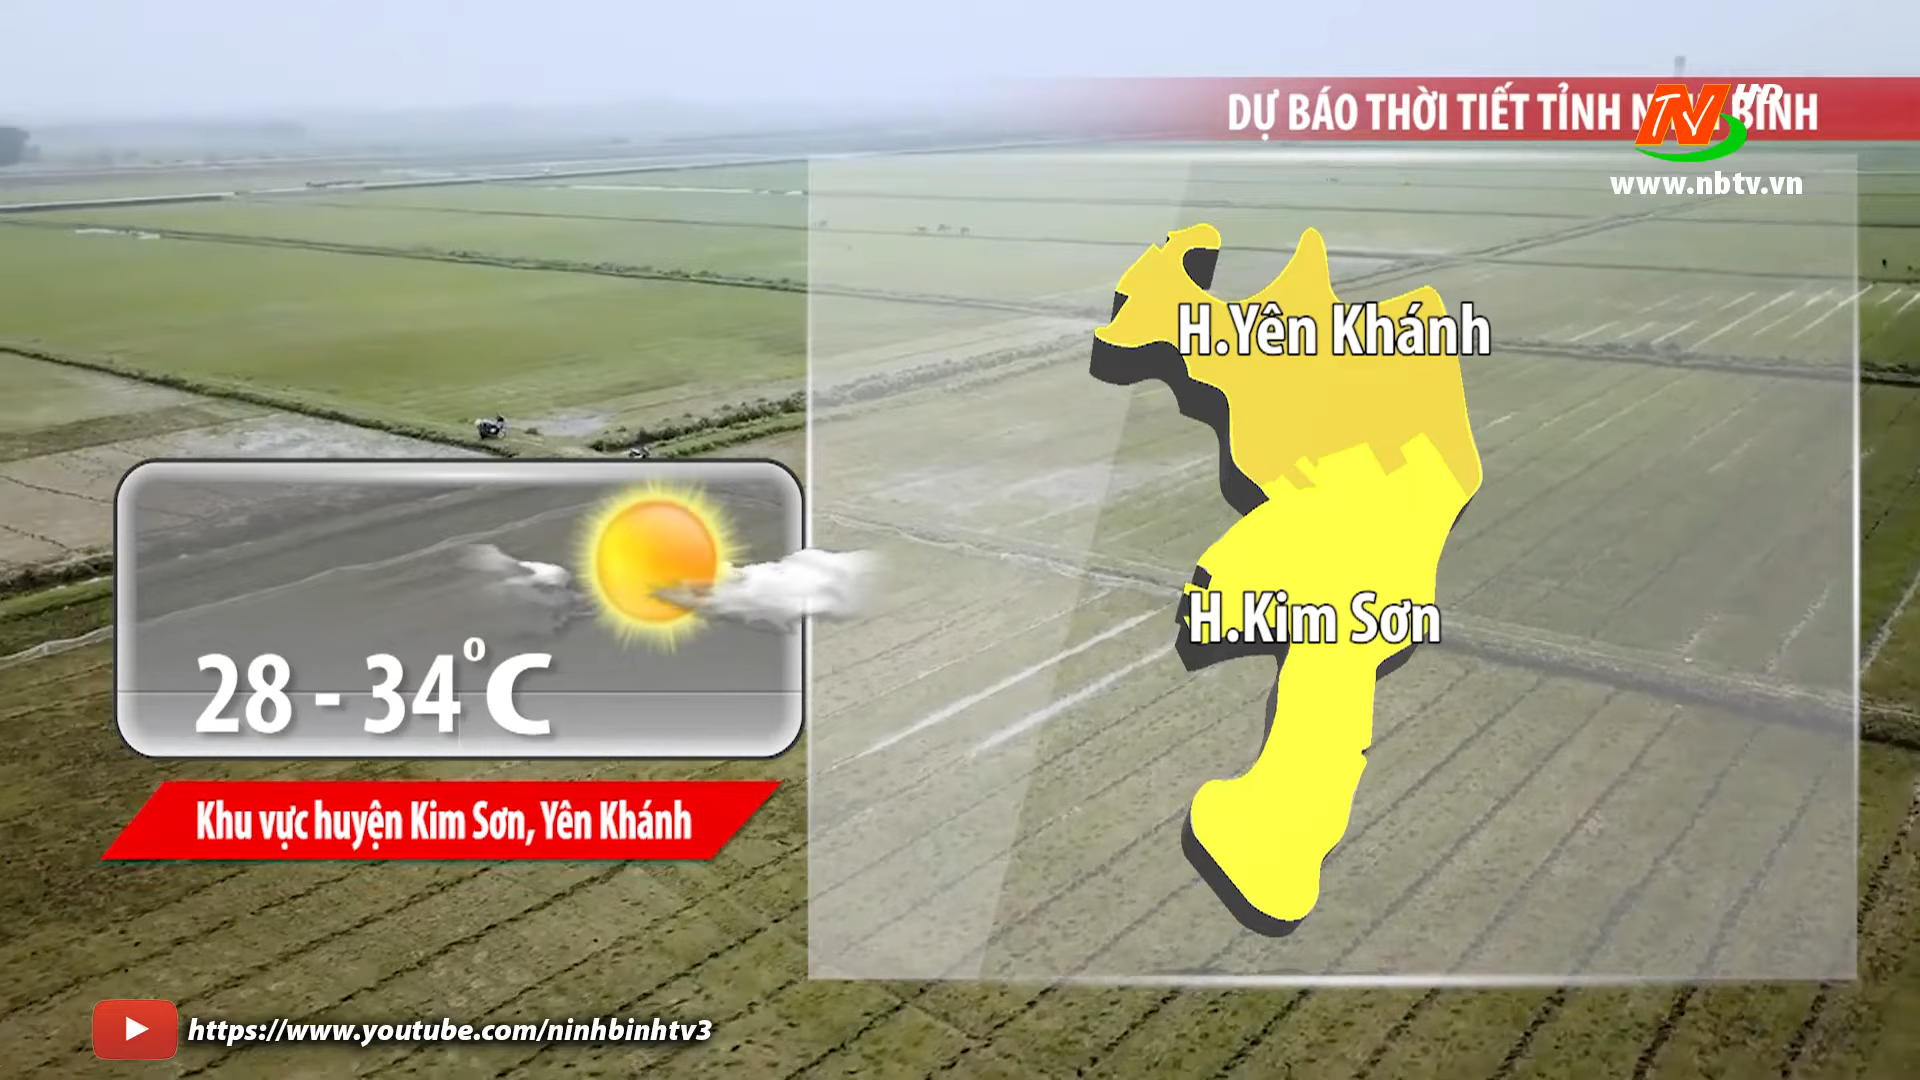 DỰ BÁO THỜI TIẾT TỈNH BÌNH
TV HD
www.nbtv.vn
H.Yên Khánh
H.Kim Sơn
28 - 34°C
Khu vực huyện Kim Sơn, Yên Khánh
https://www.youtube.com/ninhbinhtv3